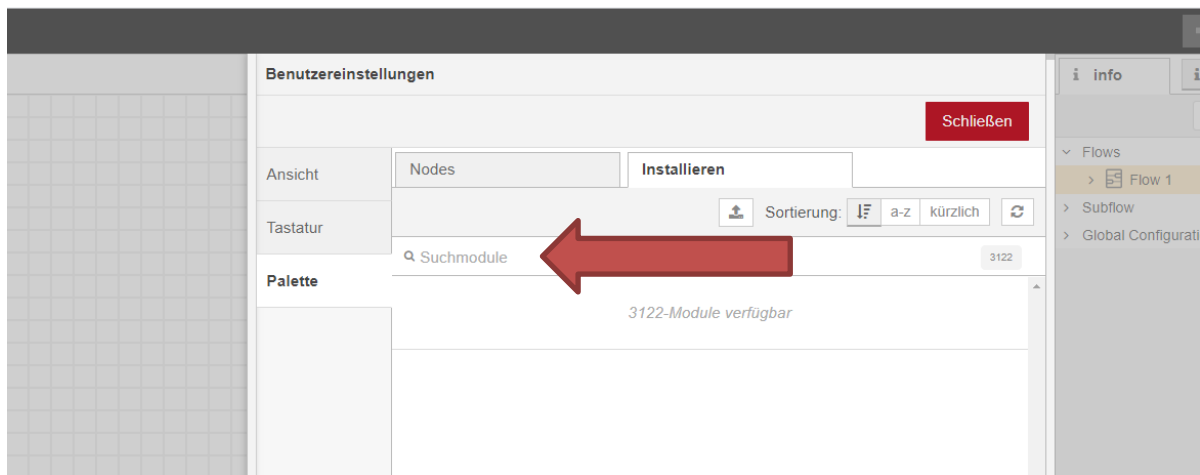 Benutzereinstellungen
i info
i
Schließen
Ansicht
Nodes
Installieren
Flows
Flow 1
Tastatur
Sortierung: a-z kürzlich
Subflow
Suchmodule
3122
Global Configurati
Palette
3122-Module verfügbar